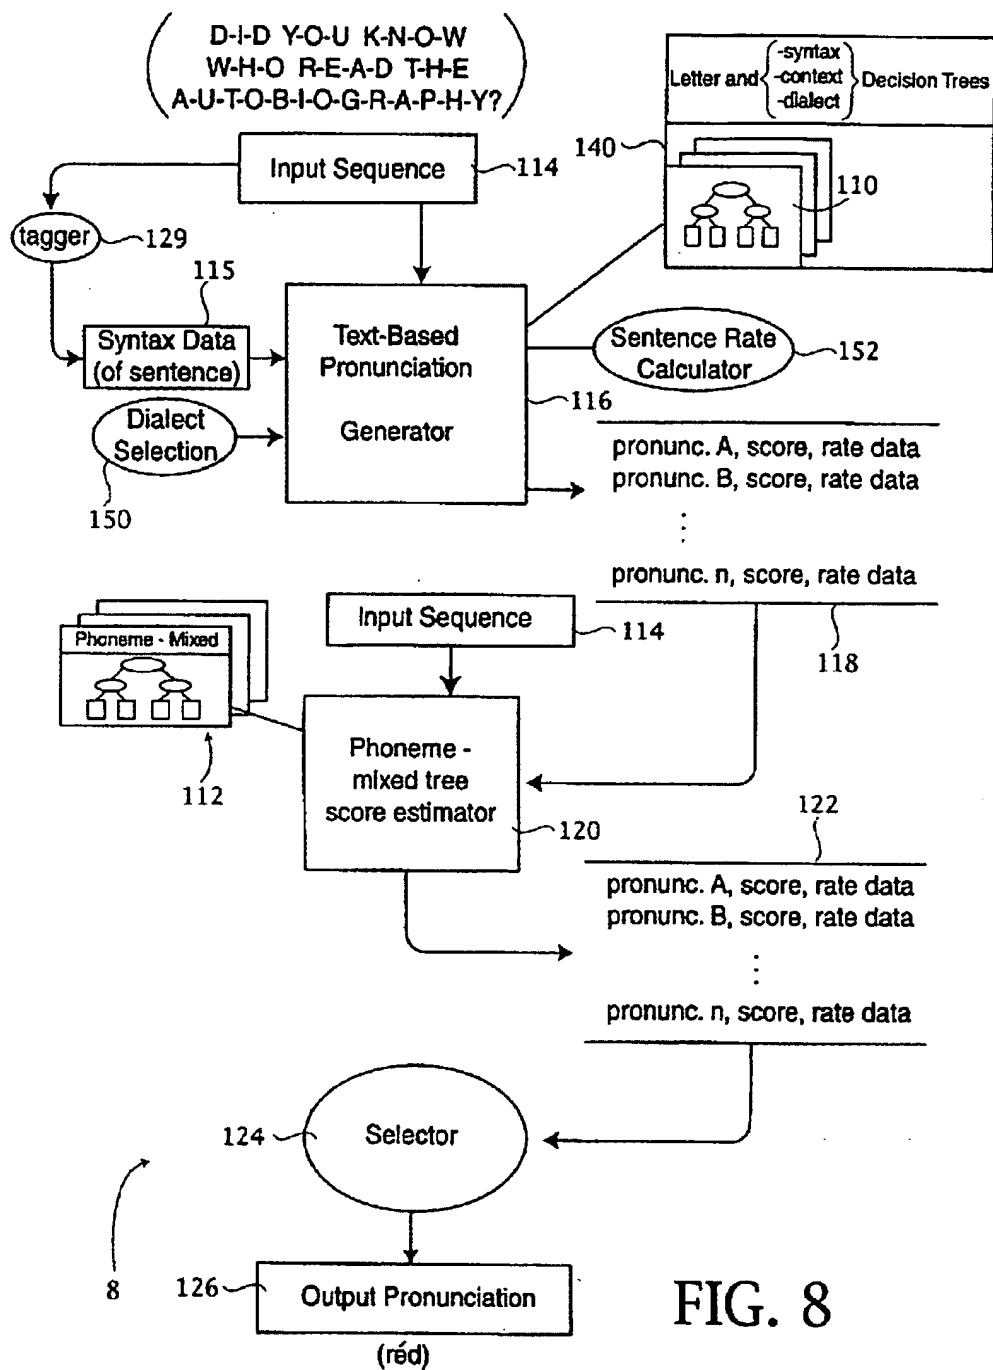 D-I-D Y-O-U K-N-O-W
W-H-O R-E-A-D T-H-E
A-U-T-O-B-I-O-G-R-A-P-H-Y?
Input Sequence
114
tagger
129
115
Syntax Data
(of sentence)
Dialect
Selection
150
Text-Based
Pronunciation
Generator
116
Letter and { -syntax
-context
-dialect } Decision Trees
140
110
Sentence Rate
Calculator
152
pronunc. A, score, rate data
pronunc. B, score, rate data
pronunc. n, score, rate data
118
Input Sequence
114
Phoneme - Mixed
112
Phoneme -
mixed tree
score estimator
120
122
pronunc. A, score, rate data
pronunc. B, score, rate data
pronunc. n, score, rate data
Selector
124
8
126
Output Pronunciation
(réd)
FIG. 8